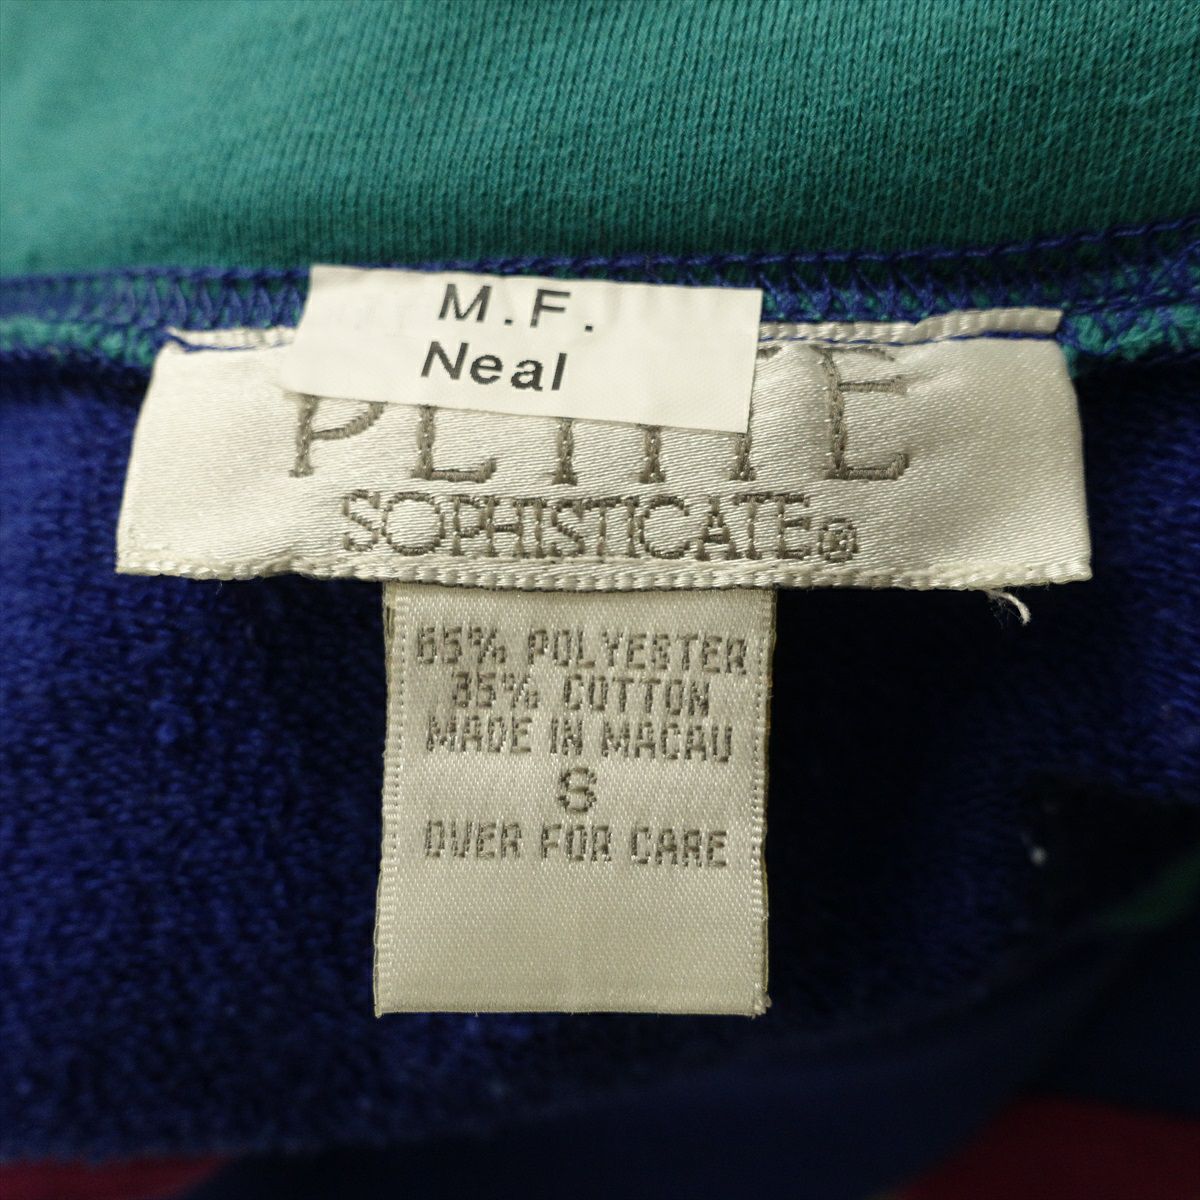 M.F.
Neal
PETITE
SOPHISTICATE®
65% POLYESTER
35% COTTON
MADE IN MACAU
S
OVER FOR CARE